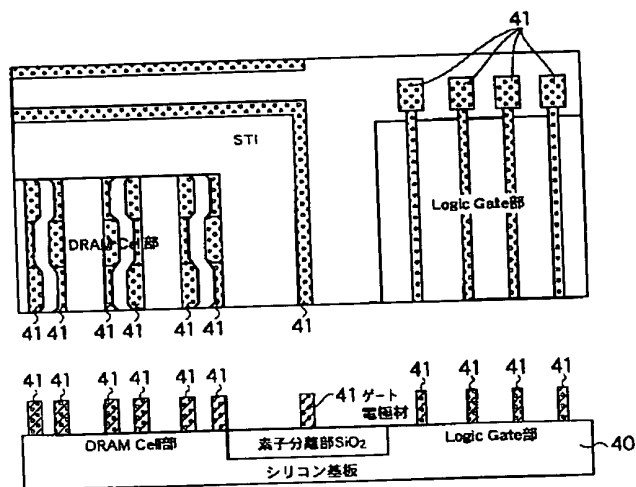 41
STI
Logic Gate部
DRAM Cell部
41 41 41 41 41 41 41
41 41 41 41 41 41 41 ゲート電極材 41 41 41 41
DRAM Cell部 素子分離部SiO₂ Logic Gate部 40
シリコン基板